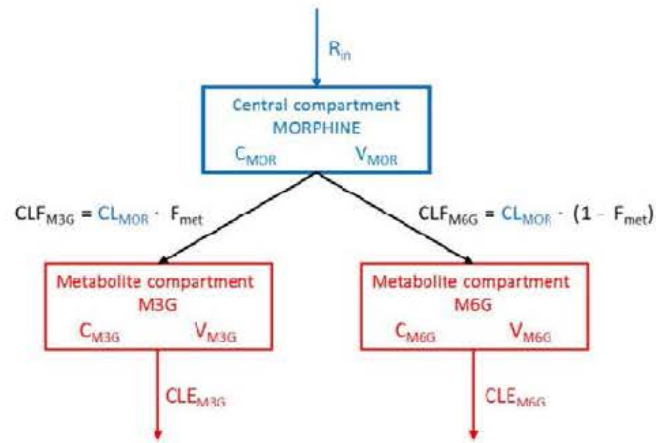 R_in
Central compartment
MORPHINE
C_MOR V_MOR
CLF_M3G = CL_MOR · F_met
CLF_M6G = CL_MOR · (1 - F_met)
Metabolite compartment
M3G
C_M3G V_M3G
Metabolite compartment
M6G
C_M6G V_M6G
CLE_M3G
CLE_M6G